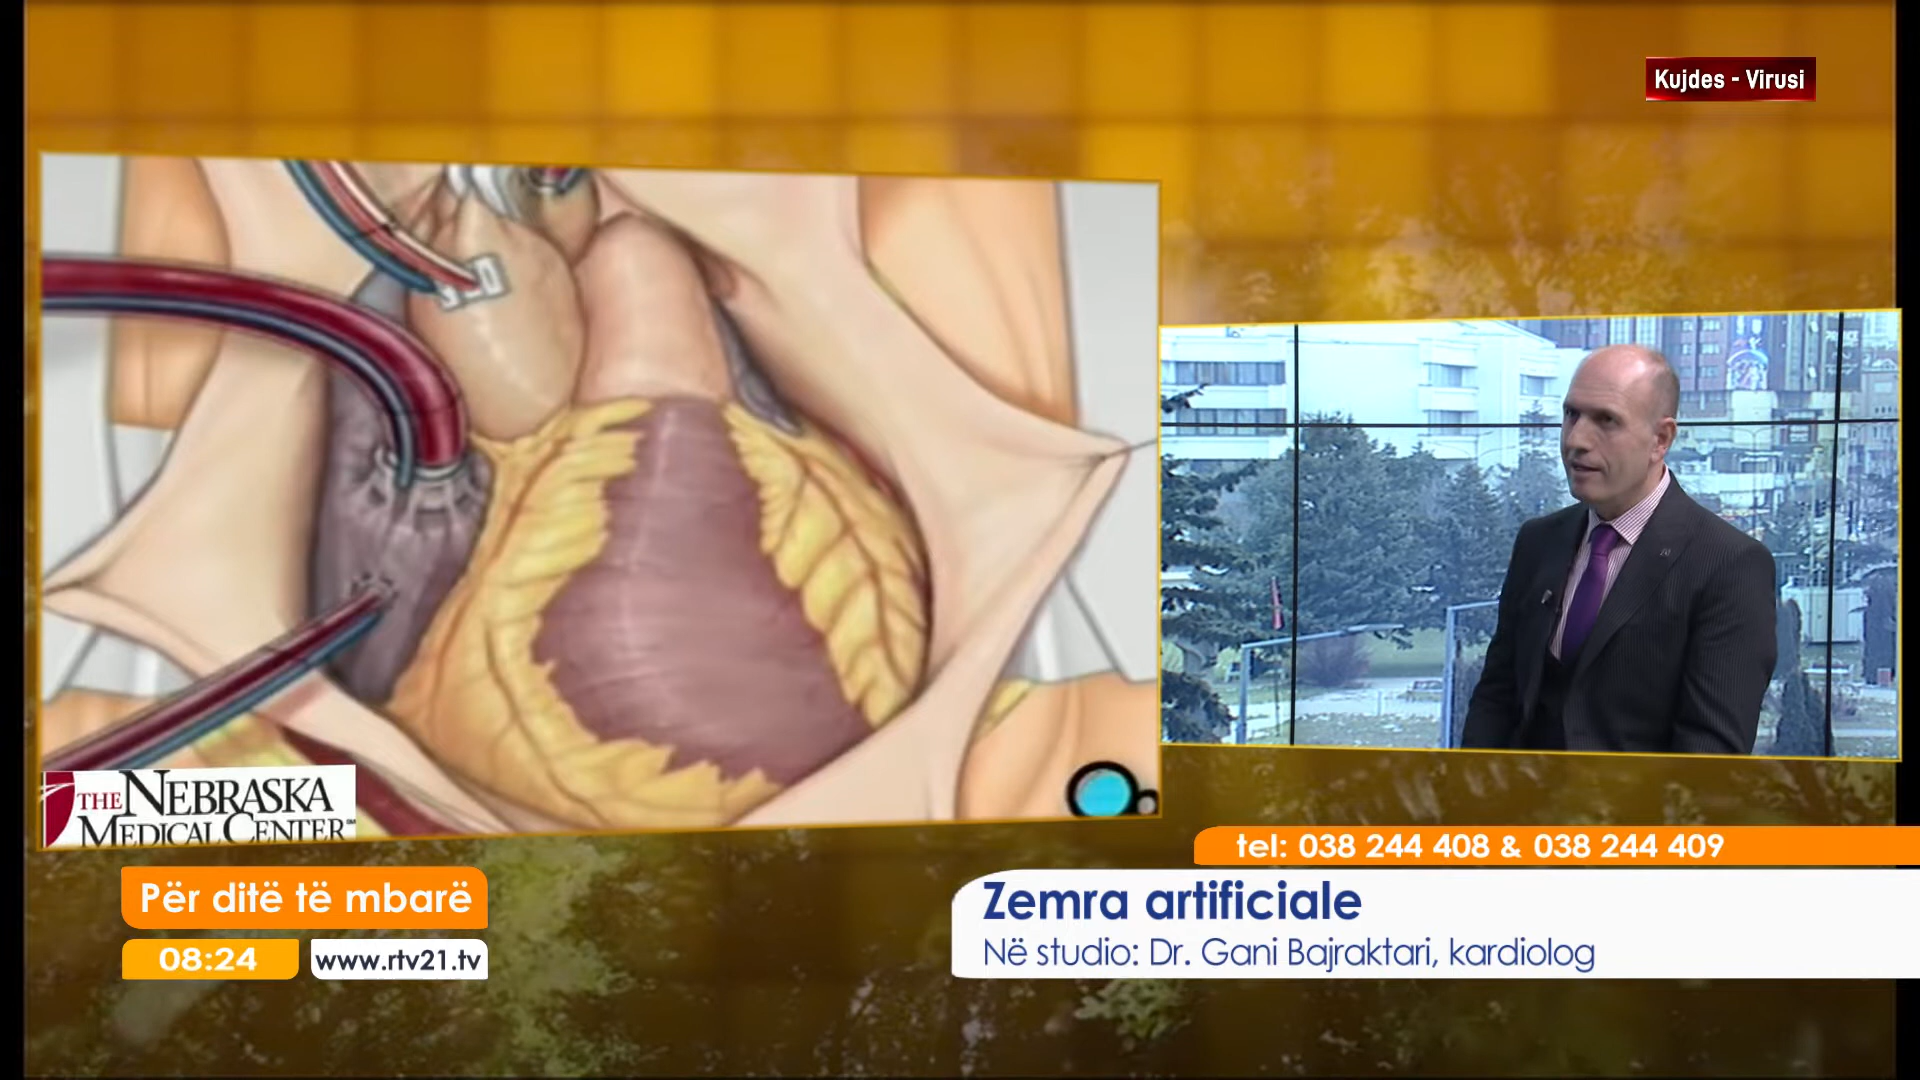 Kujdes - Virusi
THE NEBRASKA
MEDICAL CENTER
tel: 038 244 408 & 038 244 409
Për ditë të mbarë
Zemra artificiale
08:24
www.rtv21.tv
Në studio: Dr. Gani Bajraktari, kardiolog